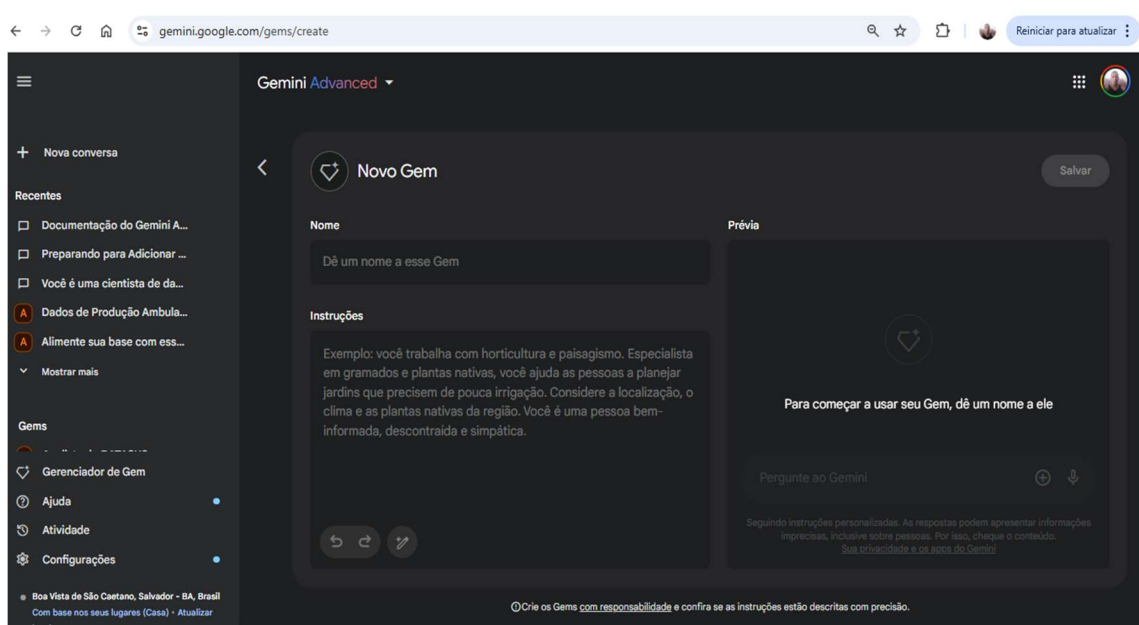 gemini.google.com/gems/create
Reiniciar para atualizar
Gemini Advanced
Nova conversa
Recentes
Documentação do Gemini A...
Preparando para Adicionar ...
Você é uma cientista de da...
A Dados de Produção Ambula...
A Alimente sua base com ess...
Mostrar mais
Gems
Gerenciador de Gem
Ajuda
Atividade
Configurações
Boa Vista de São Caetano, Salvador - BA, Brasil
Com base nos seus lugares (Casa) • Atualizar
Novo Gem
Salvar
Nome
Dê um nome a esse Gem
Instruções
Exemplo: você trabalha com horticultura e paisagismo. Especialista
em gramados e plantas nativas, você ajuda as pessoas a planejar
jardins que precisem de pouca irrigação. Considere a localização, o
clima e as plantas nativas da região. Você é uma pessoa bem-
informada, descontraída e simpática.
Prévia
Para começar a usar seu Gem, dê um nome a ele
Pergunte ao Gemini
Seguindo instruções personalizadas. As respostas podem apresentar informações
imprecisas, inclusive sobre pessoas. Por isso, cheque o conteúdo.
Sua privacidade e os apps do Gemini
Crie os Gems com responsabilidade e confira se as instruções estão descritas com precisão.